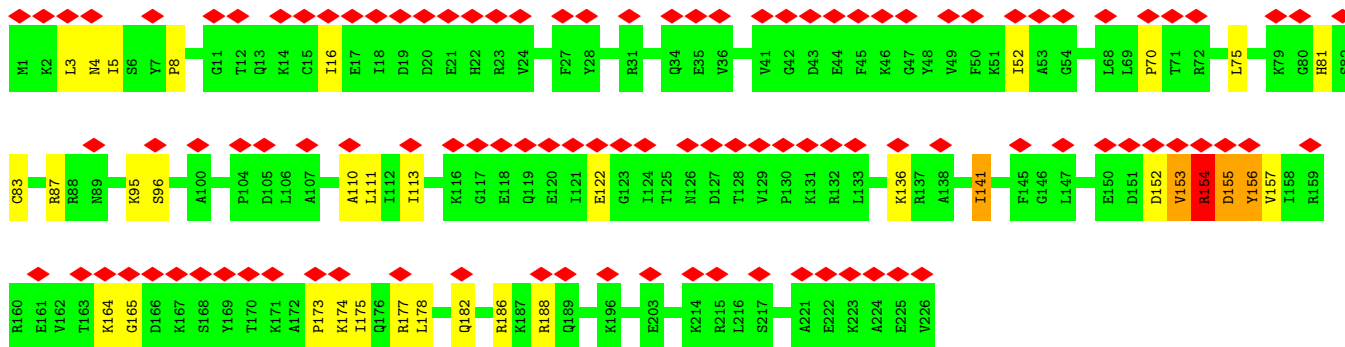 M1 K2 L3 N4 I5 S6 Y7 P8 G11 T12 Q13 K14 C15 I16 E17 I18 D19 D20 E21 H22 R23 V24 F27 Y28 R31 Q34 E35 V36 V41 G42 D43 E44 F45 K46 G47 Y48 V49 F50 K51 I52 A53 G54 L68 L69 P70 T71 R72 L75 K79 G80 H81 S82
C83 R87 R88 N89 K95 S96 A100 P104 D105 L106 A107 A110 L111 I112 I113 K116 G117 E118 Q119 E120 I121 E122 G123 I124 T125 N126 D127 T128 V129 P130 K131 R132 L133 K136 R137 A138 I141 F145 G146 L147 E150 D151 D152 V153 R154 D155 Y156 V157 I158 R159
R160 E161 V162 T163 K164 G165 D166 K167 S168 Y169 T170 K171 A172 P173 K174 I175 Q176 R177 L178 Q182 R186 K187 R188 Q189 K196 E203 K214 R215 L216 S217 A221 E222 K223 A224 E225 V226